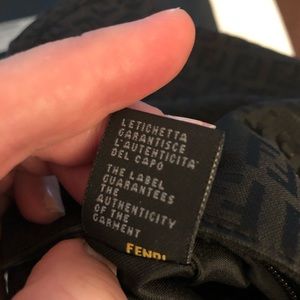 L'ETICHETTA
GARANTISCE
L'AUTENTICITA'
DEL CAPO
THE LABEL
GUARANTEES
THE
AUTHENTICITY
OF THE
GARMENT
FENDI